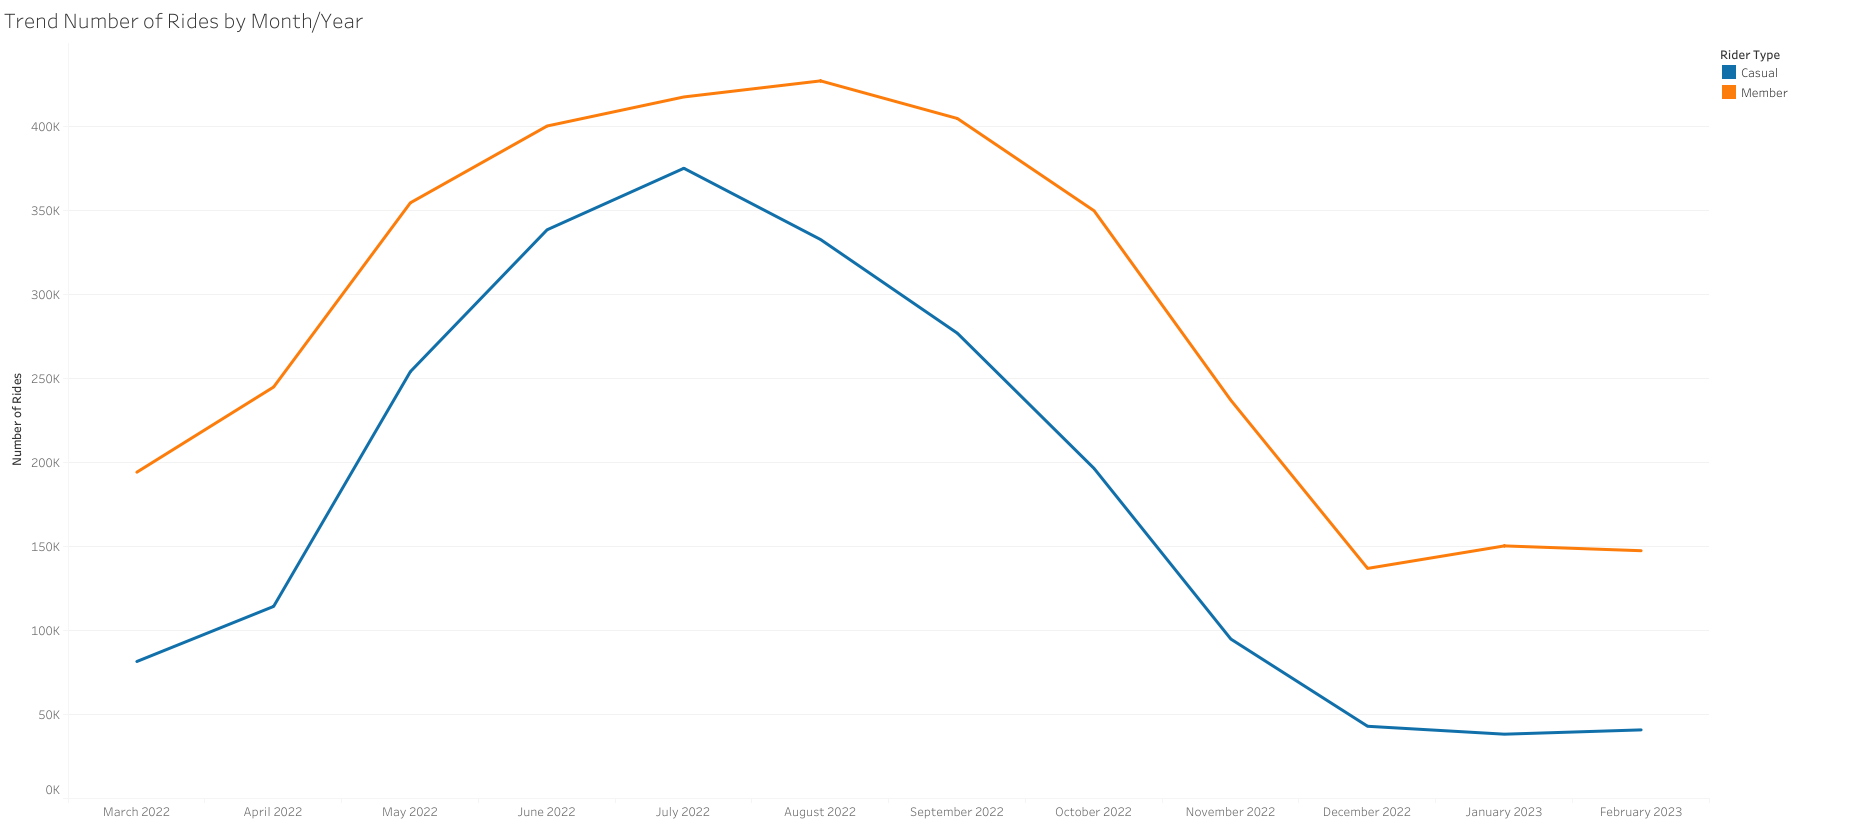 Trend Number of Rides by Month/Year
Rider Type
Casual
Member
Number of Rides
400K
350K
300K
250K
200K
150K
100K
50K
0K
March 2022
April 2022
May 2022
June 2022
July 2022
August 2022
September 2022
October 2022
November 2022
December 2022
January 2023
February 2023